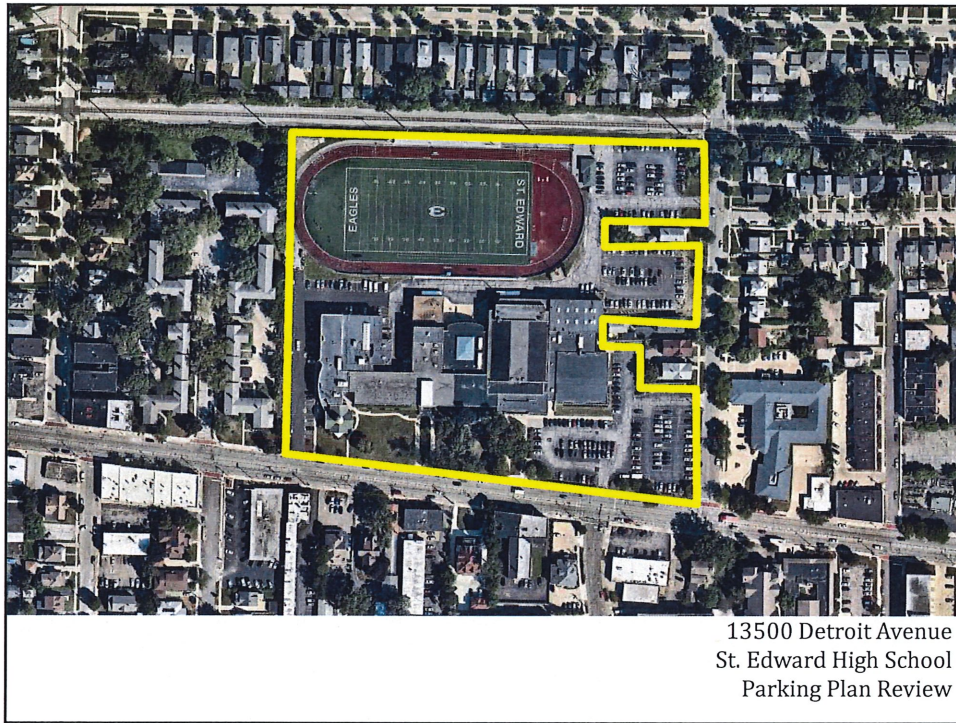 EAGLES
ST. EDWARD
13500 Detroit Avenue
St. Edward High School
Parking Plan Review